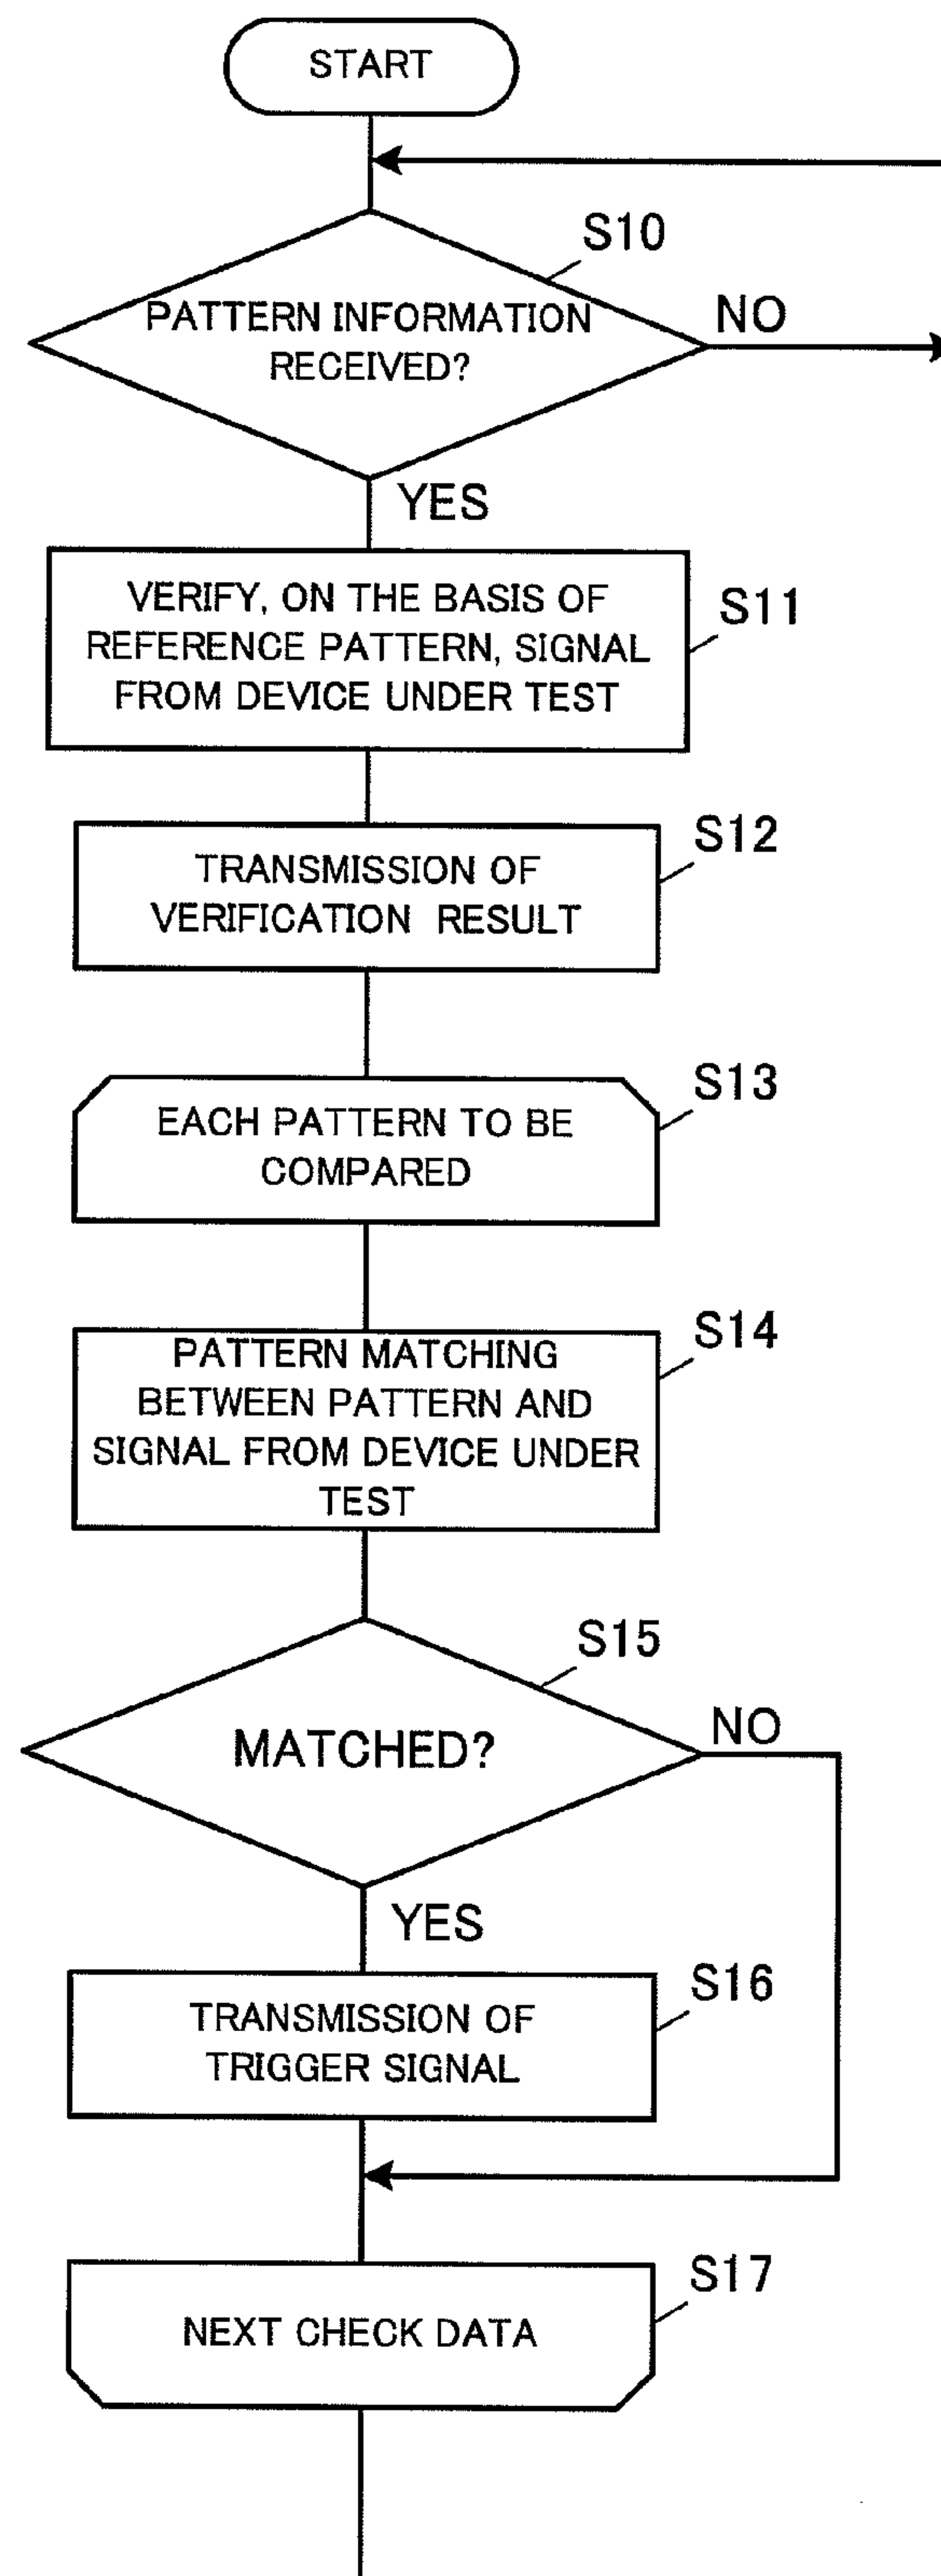 START
S10
PATTERN INFORMATION
RECEIVED?
NO
YES
VERIFY, ON THE BASIS OF
REFERENCE PATTERN, SIGNAL
FROM DEVICE UNDER TEST
S11
TRANSMISSION OF
VERIFICATION RESULT
S12
EACH PATTERN TO BE
COMPARED
S13
PATTERN MATCHING
BETWEEN PATTERN AND
SIGNAL FROM DEVICE UNDER
TEST
S14
S15
MATCHED?
NO
YES
TRANSMISSION OF
TRIGGER SIGNAL
S16
NEXT CHECK DATA
S17